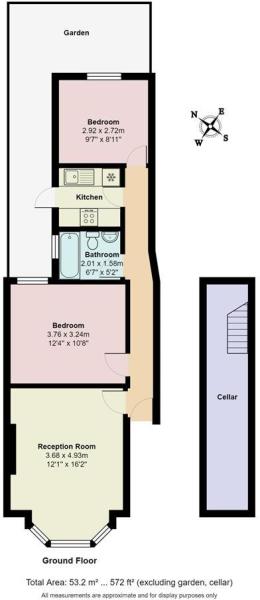 Garden
N
E
W
S
Bedroom
2.92 x 2.72m
9'7" x 8'11"
Kitchen
Bathroom
2.01 x 1.58m
6'7" x 5'2"
Bedroom
3.76 x 3.24m
12'4" x 10'8"
Cellar
Reception Room
3.68 x 4.93m
12'1" x 16'2"
Ground Floor
Total Area: 53.2 m² ... 572 ft² (excluding garden, cellar)
All measurements are approximate and for display purposes only